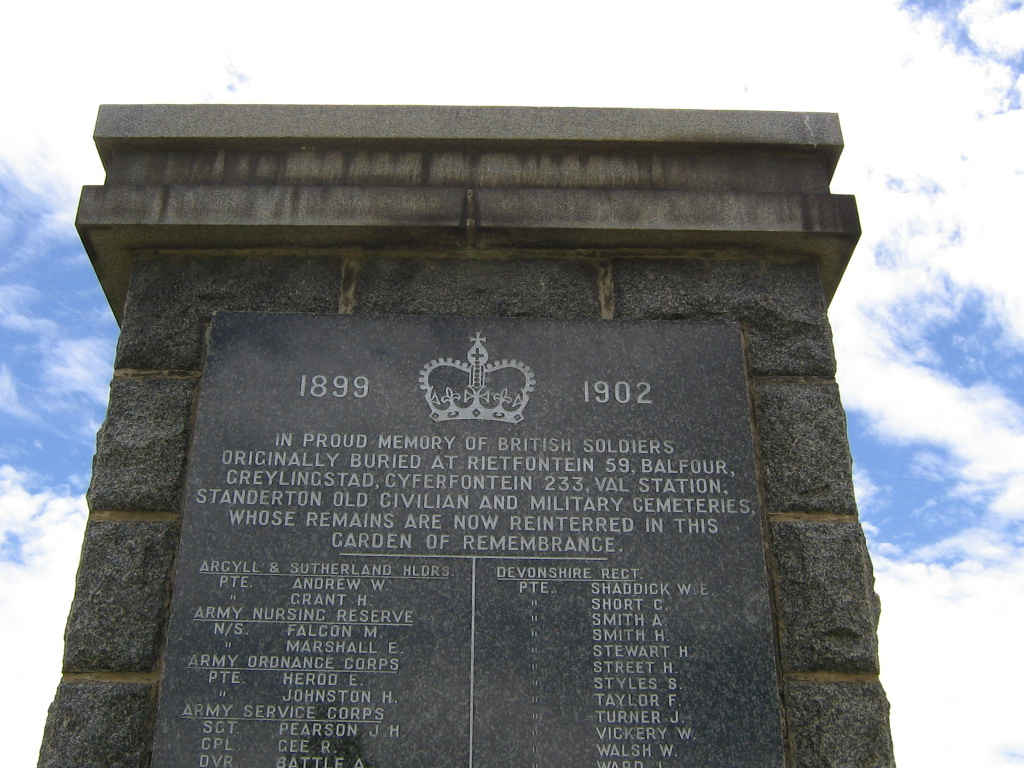 1899 1902
IN PROUD MEMORY OF BRITISH SOLDIERS
ORIGINALLY BURIED AT RIETFONTEIN 59, BALFOUR,
GREYLINGSTAD, CYFERFONTEIN 233, VAL STATION,
STANDERTON OLD CIVILIAN AND MILITARY CEMETERIES,
WHOSE REMAINS ARE NOW REINTERRED IN THIS
GARDEN OF REMEMBRANCE.
ARGYLL & SUTHERLAND HLDRS.
PTE. ANDREW W.
" GRANT H.
ARMY NURSING RESERVE
N/S. FALCON M.
" MARSHALL E.
ARMY ORDNANCE CORPS
PTE. HEROD E.
" JOHNSTON H.
ARMY SERVICE CORPS
SGT. PEARSON J.H.
CPL. GEE R.
DVR. BATTLE A.
DEVONSHIRE REGT.
PTE. SHADDICK W.E.
" SHORT C.
" SMITH A.
" SMITH H.
" STEWART H.
" STREET H.
" STYLES S.
" TAYLOR F.
" TURNER J.
" VICKERY W.
" WALSH W.
" WARD J.